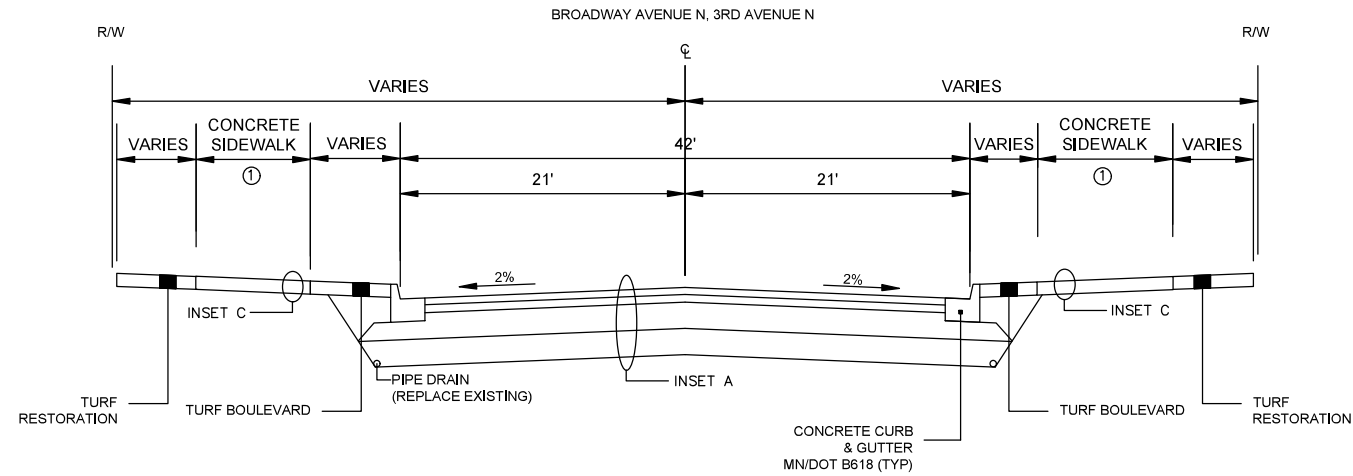 BROADWAY AVENUE N, 3RD AVENUE N
R/W
R/W
℄
VARIES
VARIES
VARIES
CONCRETE
SIDEWALK
①
VARIES
42'
VARIES
CONCRETE
SIDEWALK
①
VARIES
21'
21'
2%
2%
INSET C
INSET C
PIPE DRAIN
(REPLACE EXISTING)
INSET A
TURF
RESTORATION
TURF BOULEVARD
TURF BOULEVARD
TURF
RESTORATION
CONCRETE CURB
& GUTTER
MN/DOT B618 (TYP)